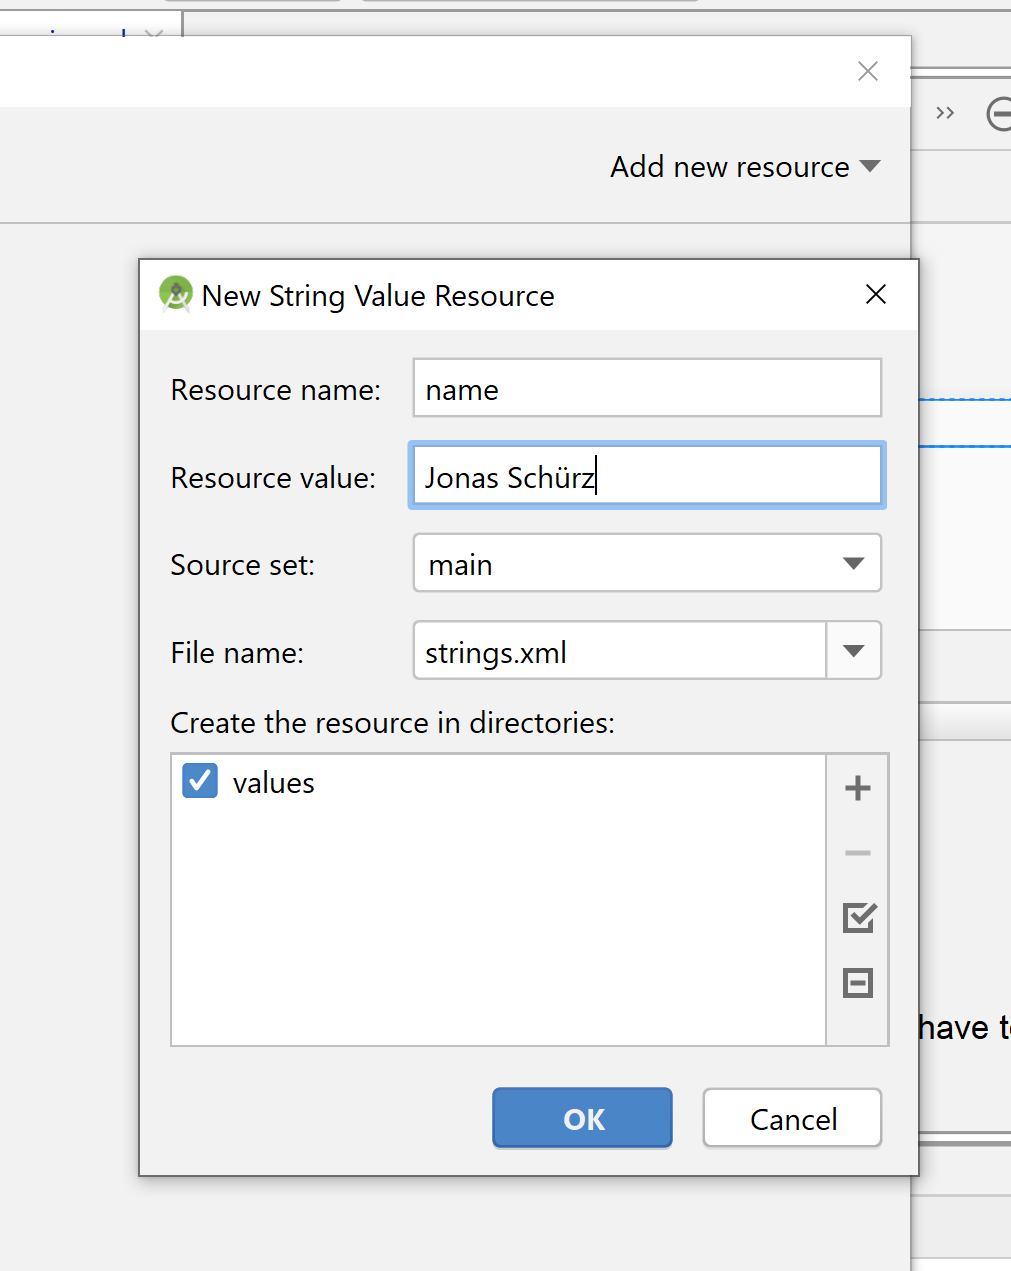 Add new resource
New String Value Resource
Resource name: name
Resource value: Jonas Schürz
Source set: main
File name: strings.xml
Create the resource in directories:
values
have
OK Cancel